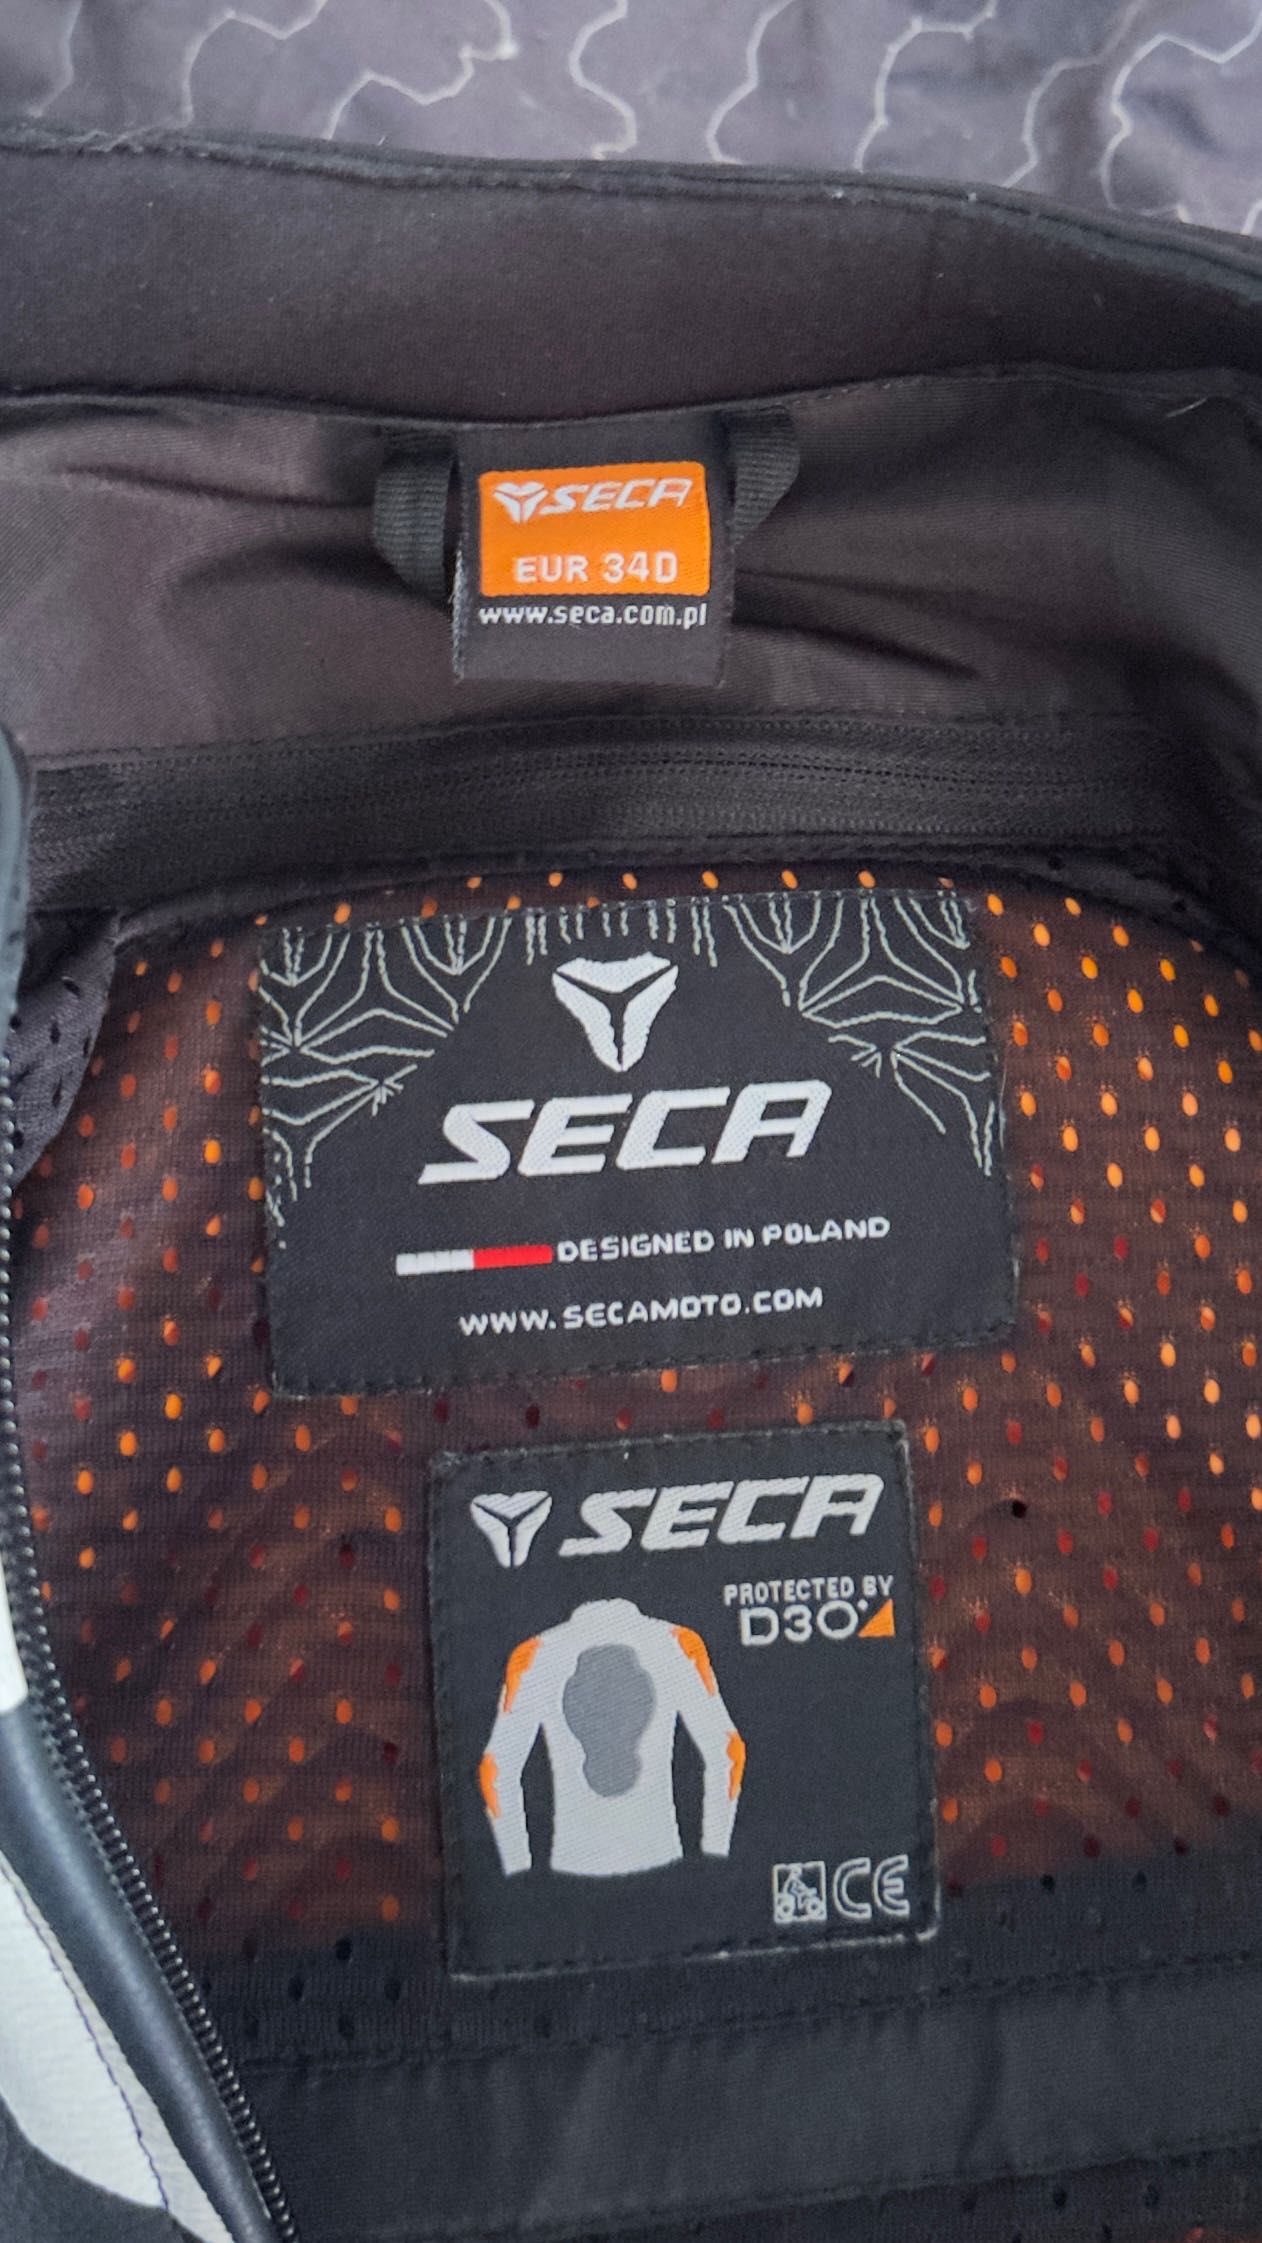 SECA
EUR 34D
www.seca.com.pl
SECA
DESIGNED IN POLAND
WWW.SECAMOTO.COM
SECA
PROTECTED BY
D3O
CE